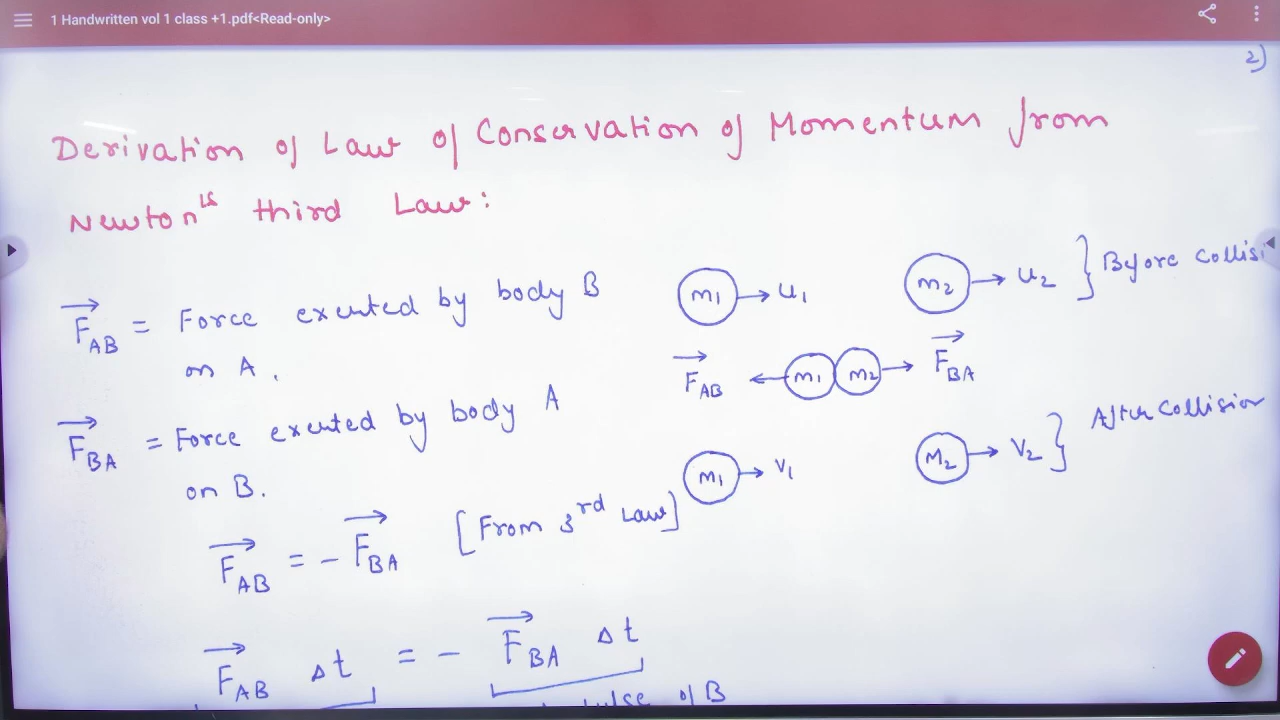 1 Handwritten vol 1 class +1.pdf<Read-only>
2)
Derivation of Law of Conservation of Momentum from
Newton's third Law:
F⃗AB = Force exerted by body B
on A.
F⃗BA = Force exerted by body A
on B.
F⃗AB = − F⃗BA [From 3rd Law]
F⃗AB Δt = − F⃗BA Δt
of B
m1 → u1
m2 → u2 } Before
F⃗AB ← m1 m2 → F⃗BA
m1 → v1
M2 → v2 } After collision